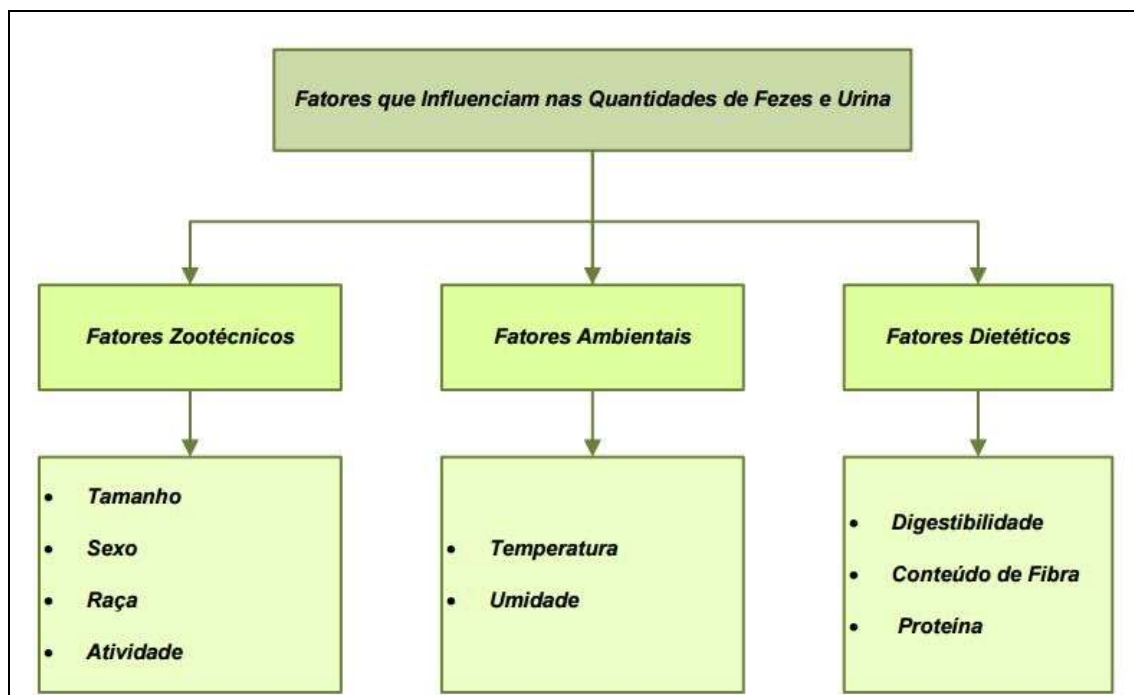 Fatores que Influenciam nas Quantidades de Fezes e Urina
Fatores Zootécnicos
• Tamanho
• Sexo
• Raça
• Atividade
Fatores Ambientais
• Temperatura
• Umidade
Fatores Dietéticos
• Digestibilidade
• Conteúdo de Fibra
• Proteína